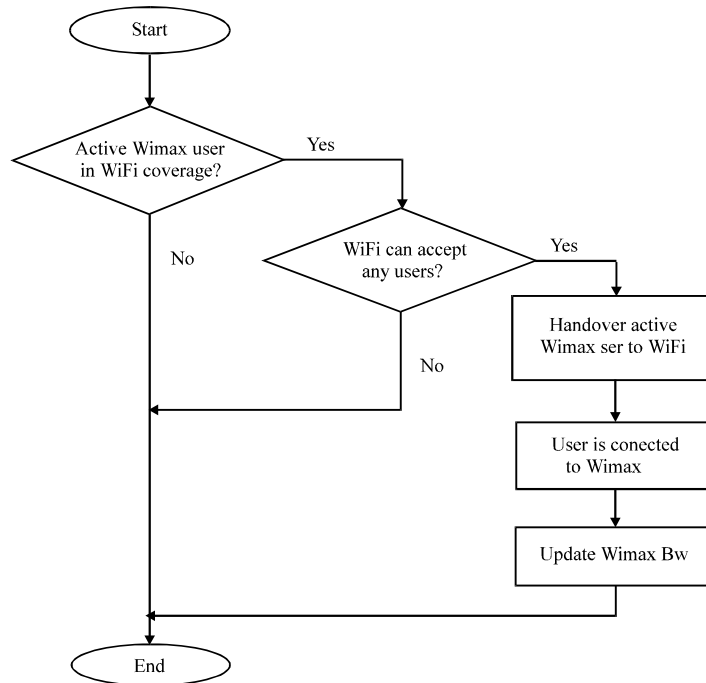 Start
Active Wimax user
in WiFi coverage?
Yes
No
WiFi can accept
any users?
Yes
No
Handover active
Wimax ser to WiFi
User is conected
to Wimax
Update Wimax Bw
End